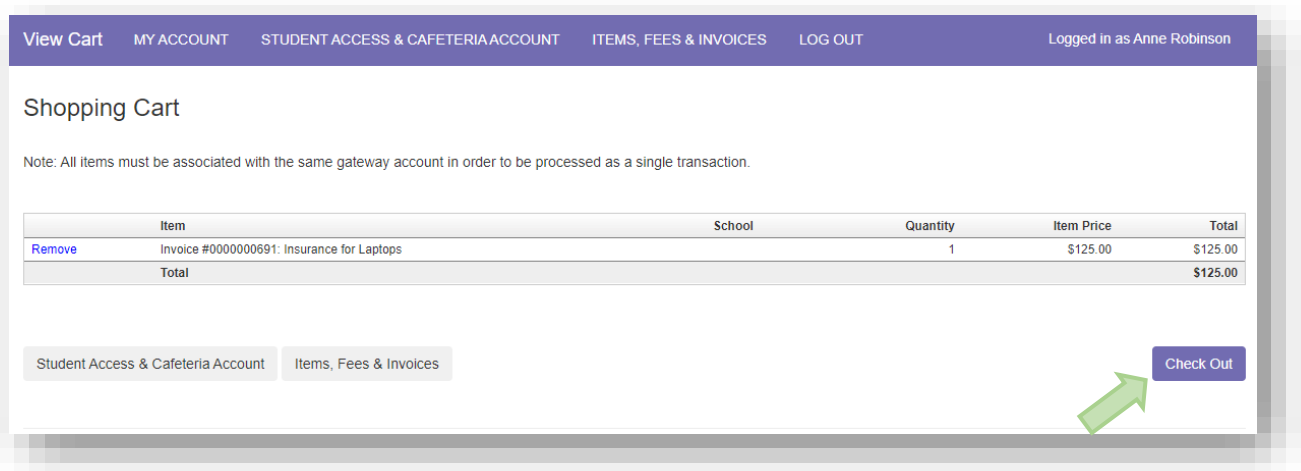 View Cart MY ACCOUNT STUDENT ACCESS & CAFETERIA ACCOUNT ITEMS, FEES & INVOICES LOG OUT Logged in as Anne Robinson
Shopping Cart
Note: All items must be associated with the same gateway account in order to be processed as a single transaction.
Item School Quantity Item Price Total
Remove Invoice #0000000691: Insurance for Laptops 1 $125.00 $125.00
Total $125.00
Student Access & Cafeteria Account Items, Fees & Invoices Check Out